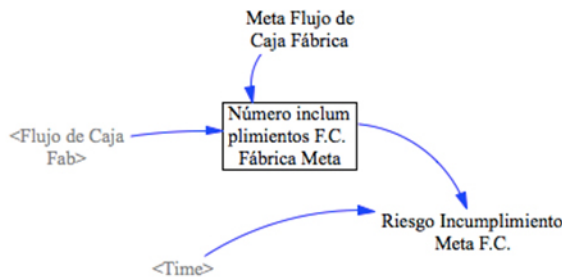 Meta Flujo de
Caja Fábrica
Número inclum
plimientos F.C.
Fábrica Meta
<Flujo de Caja
Fab>
Riesgo Incumplimiento
Meta F.C.
<Time>